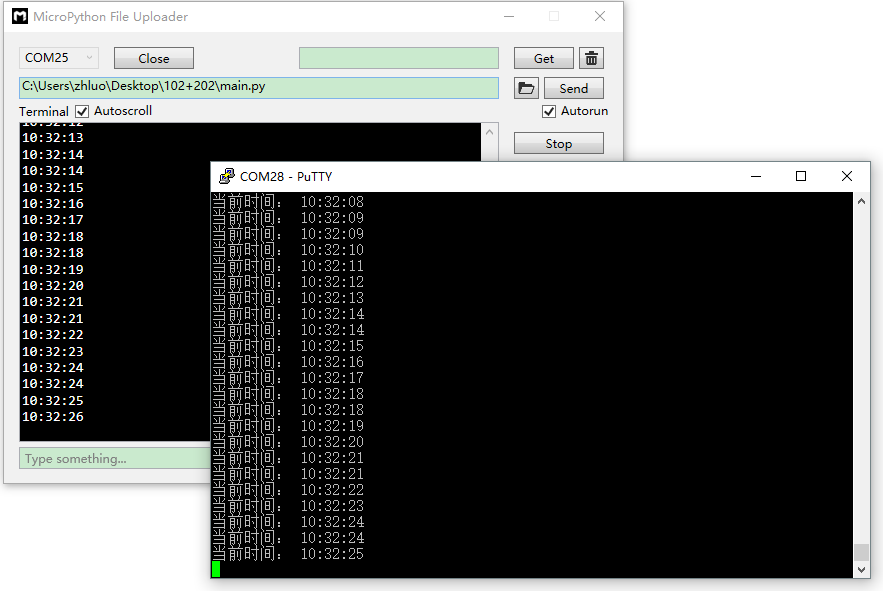 MicroPython File Uploader
COM25
Close
Get
C:\Users\zhluo\Desktop\102+202\main.py
Send
Terminal
Autoscroll
Autorun
Stop
10:32:12
10:32:13
10:32:14
10:32:14
10:32:15
10:32:16
10:32:17
10:32:18
10:32:18
10:32:19
10:32:20
10:32:21
10:32:21
10:32:22
10:32:23
10:32:24
10:32:24
10:32:25
10:32:26
Type something...
COM28 - PuTTY
当前时间： 10:32:08
当前时间： 10:32:09
当前时间： 10:32:09
当前时间： 10:32:10
当前时间： 10:32:11
当前时间： 10:32:12
当前时间： 10:32:13
当前时间： 10:32:14
当前时间： 10:32:14
当前时间： 10:32:15
当前时间： 10:32:16
当前时间： 10:32:17
当前时间： 10:32:18
当前时间： 10:32:18
当前时间： 10:32:19
当前时间： 10:32:20
当前时间： 10:32:21
当前时间： 10:32:21
当前时间： 10:32:22
当前时间： 10:32:23
当前时间： 10:32:24
当前时间： 10:32:24
当前时间： 10:32:25